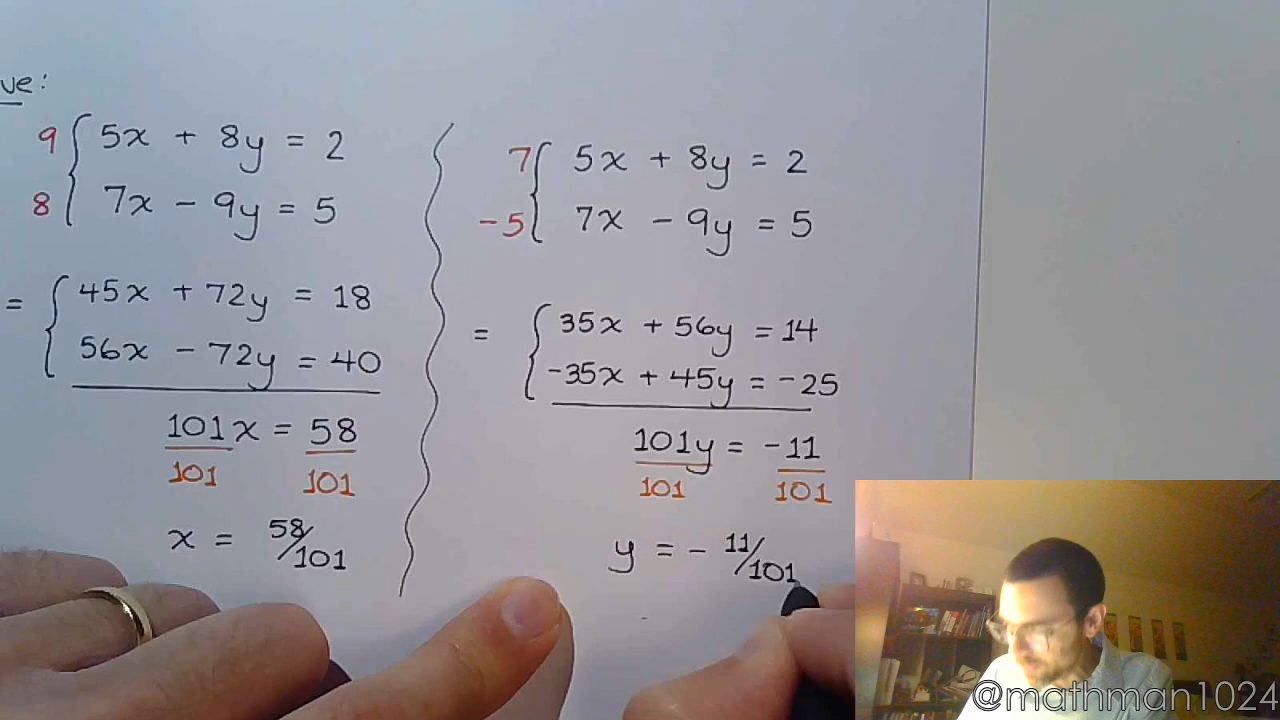 ve:
9 5x + 8y = 2
8 7x - 9y = 5
= 45x + 72y = 18
56x - 72y = 40
101x = 58
101 101
x = 58/101
7 5x + 8y = 2
-5 7x - 9y = 5
= 35x + 56y = 14
-35x + 45y = -25
101y = -11
101 101
y = - 11/101
@mathman1024